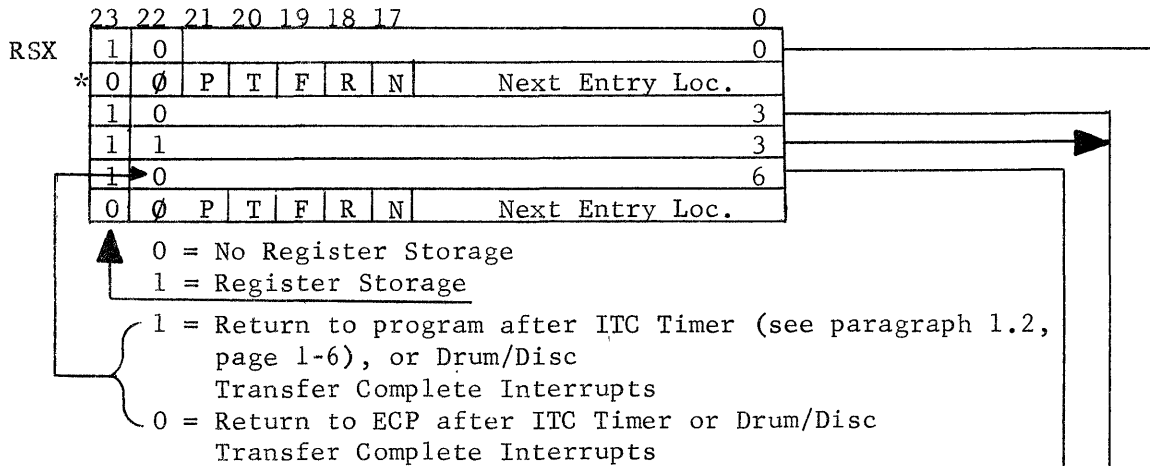 23 22 21 20 19 18 17 0
RSX 1 0 0
* 0 Ø P T F R N Next Entry Loc.
1 0 3
1 1 3
1 0 6
0 Ø P T F R N Next Entry Loc.
0 = No Register Storage
1 = Register Storage
1 = Return to program after ITC Timer (see paragraph 1.2,
page 1-6), or Drum/Disc
Transfer Complete Interrupts
0 = Return to ECP after ITC Timer or Drum/Disc
Transfer Complete Interrupts